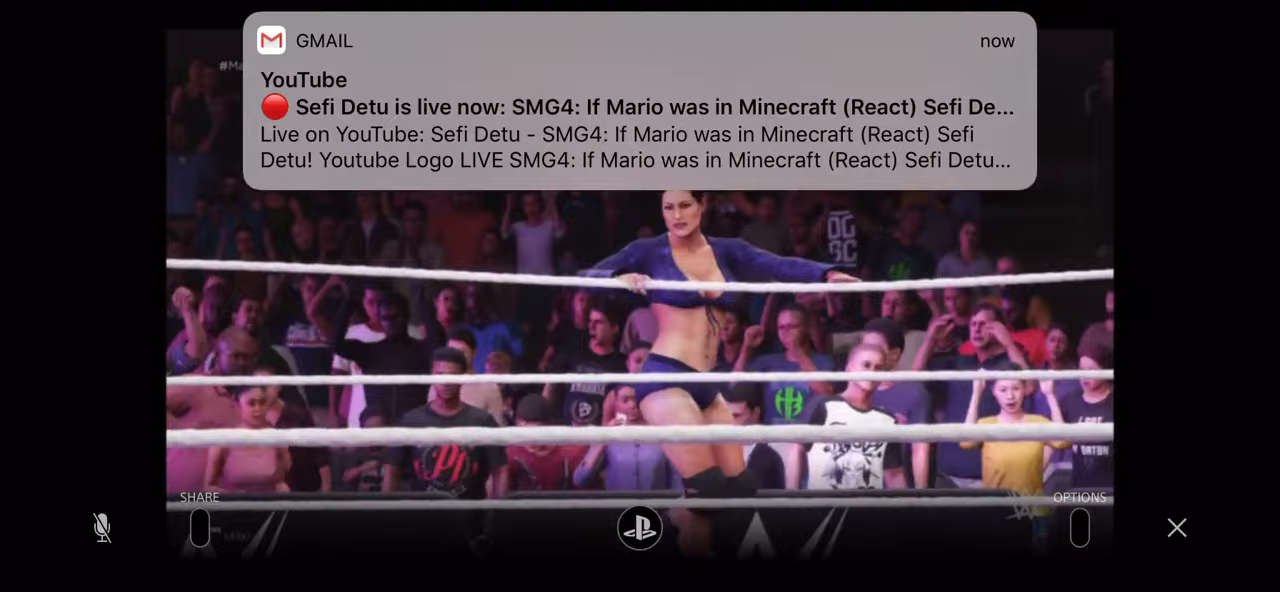 GMAIL
now
#Ma
YouTube
🔴 Sefi Detu is live now: SMG4: If Mario was in Minecraft (React) Sefi De...
Live on YouTube: Sefi Detu - SMG4: If Mario was in Minecraft (React) Sefi
Detu! Youtube Logo LIVE SMG4: If Mario was in Minecraft (React) Sefi Detu...
SHARE
OPTIONS